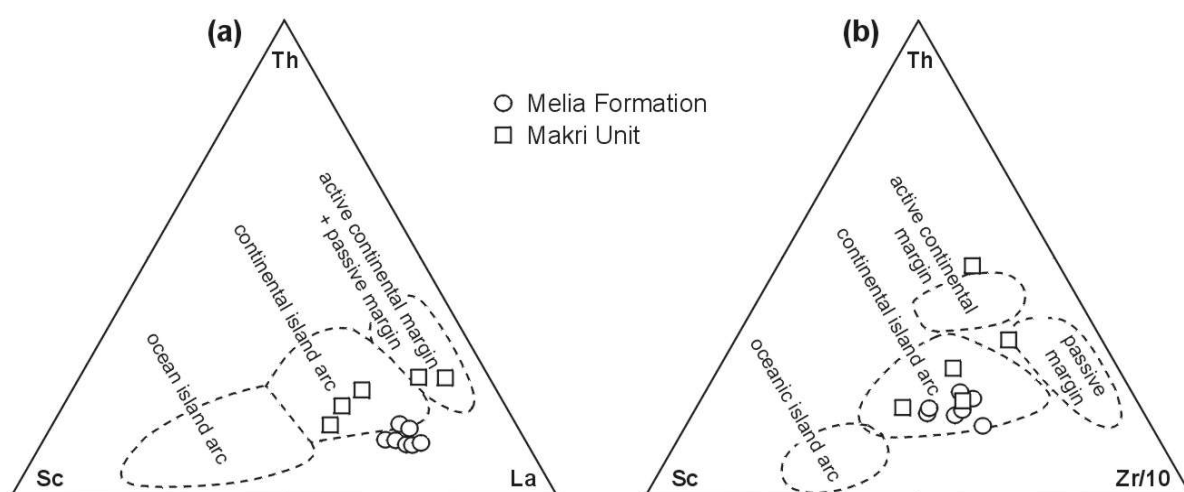 (a)
Th
Melia Formation
Makri Unit
active continental margin
+ passive margin
continental island arc
ocean island arc
Sc
La
(b)
Th
active continental
margin
continental island arc
oceanic island arc
passive
margin
Sc
Zr/10